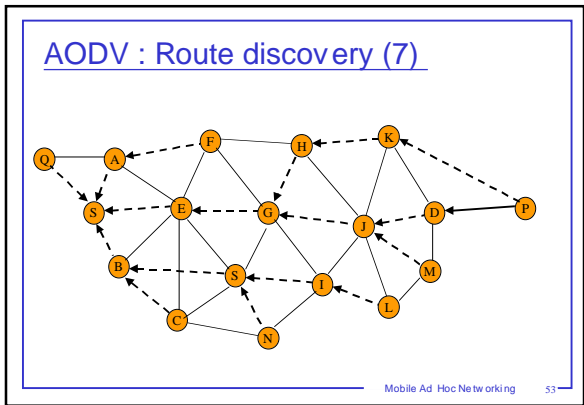 AODV : Route discovery (7)
F
H
K
Q
A
S
E
G
J
D
P
B
S
I
M
C
N
L
Mobile Ad Hoc Networking 53